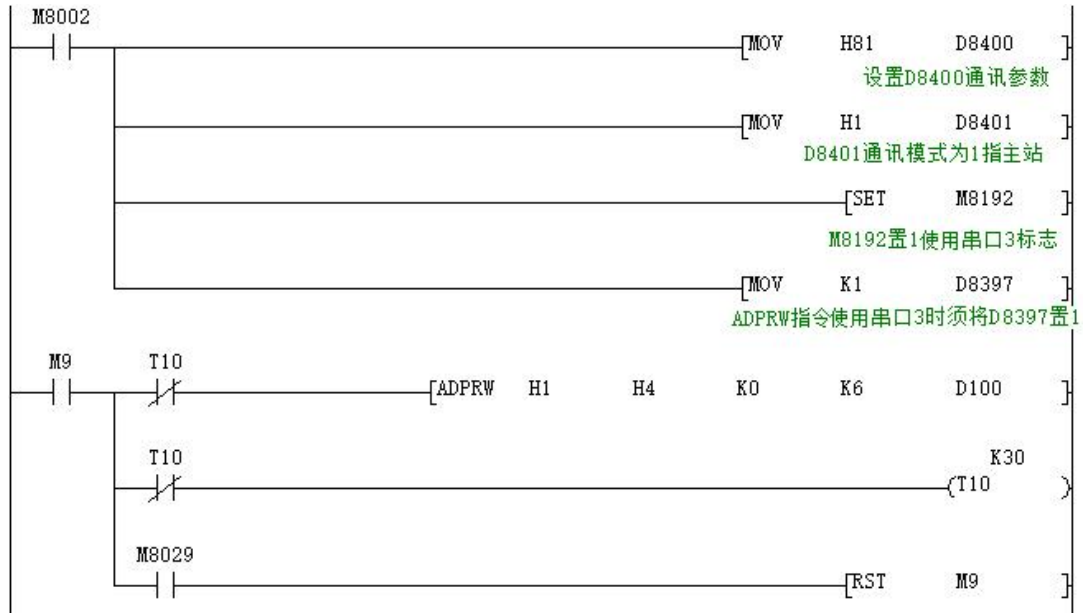 M8002
MOV H81 D8400
设置D8400通讯参数
MOV H1 D8401
D8401通讯模式为1指主站
SET M8192
M8192置1使用串口3标志
MOV K1 D8397
ADPRW指令使用串口3时须将D8397置1
M9 T10
ADPRW H1 H4 K0 K6 D100
T10 K30
T10
M8029
RST M9